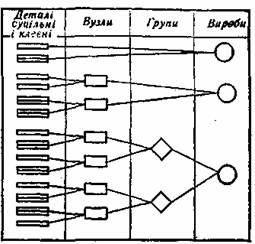 Деталі
суцільні
і клеєні
Вузли
Групи
Вироби